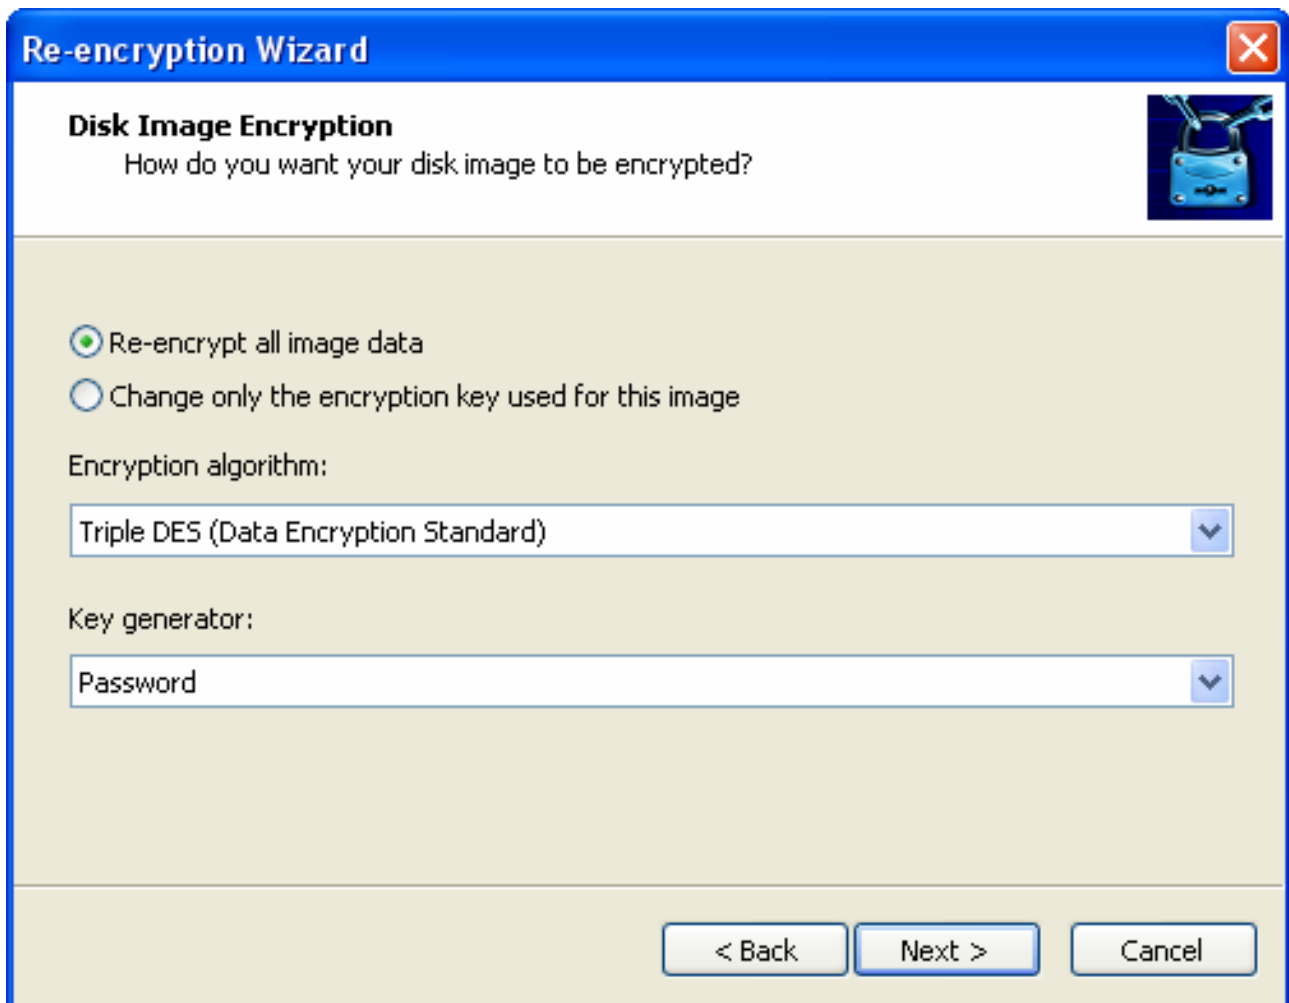 Re-encryption Wizard
Disk Image Encryption
How do you want your disk image to be encrypted?
Re-encrypt all image data
Change only the encryption key used for this image
Encryption algorithm:
Triple DES (Data Encryption Standard)
Key generator:
Password
< Back Next > Cancel